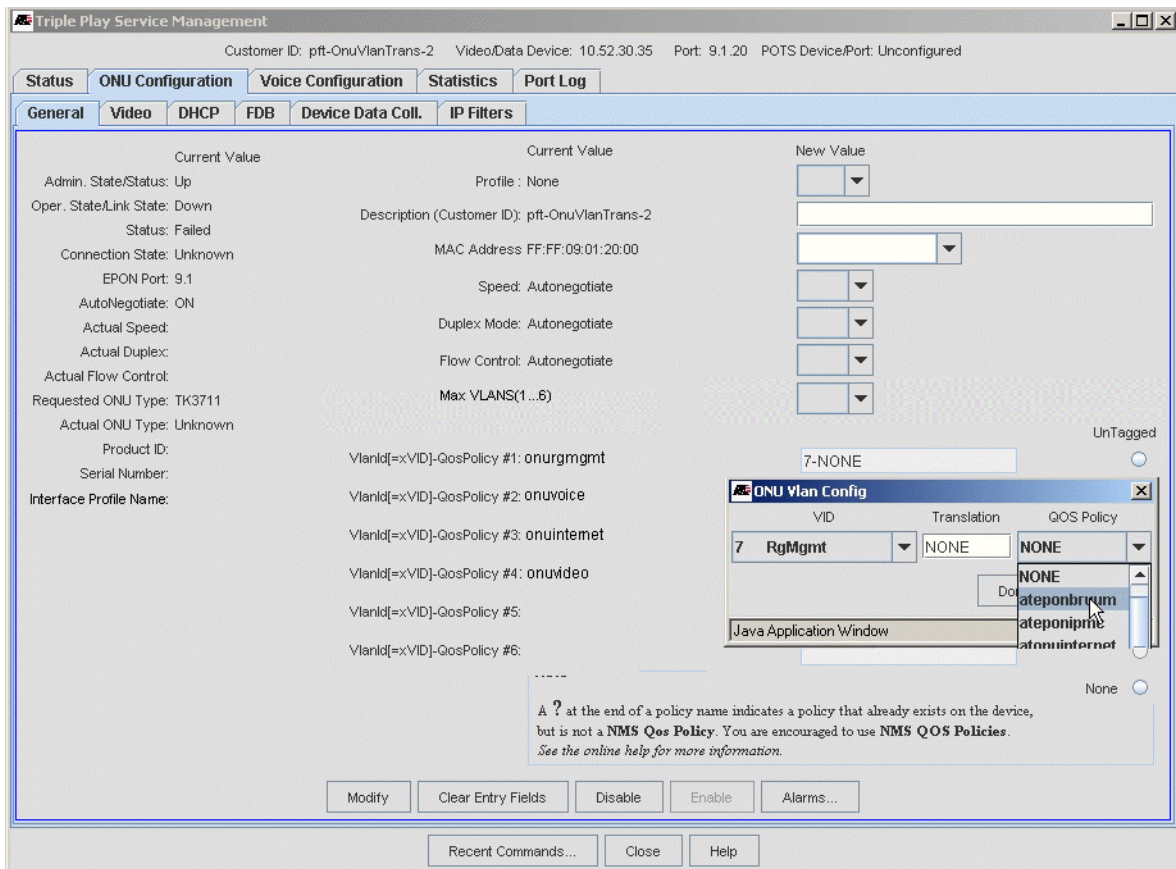 Triple Play Service Management
Customer ID: pft-OnuVlanTrans-2 Video/Data Device: 10.52.30.35 Port: 9.1.20 POTS Device/Port: Unconfigured
Status ONU Configuration Voice Configuration Statistics Port Log
General Video DHCP FDB Device Data Coll. IP Filters
Current Value
Admin. State/Status: Up
Oper. State/Link State: Down
Status: Failed
Connection State: Unknown
EPON Port: 9.1
AutoNegotiate: ON
Actual Speed:
Actual Duplex:
Actual Flow Control:
Requested ONU Type: TK3711
Actual ONU Type: Unknown
Product ID:
Serial Number:
Interface Profile Name:
Current Value New Value
Profile : None
Description (Customer ID): pft-OnuVlanTrans-2
MAC Address FF:FF:09:01:20:00
Speed: Autonegotiate
Duplex Mode: Autonegotiate
Flow Control: Autonegotiate
Max VLANS(1...6)
UnTagged
VlanId[=xVID]-QosPolicy #1: onurgmgmt 7-NONE
VlanId[=xVID]-QosPolicy #2: onuvoice
VlanId[=xVID]-QosPolicy #3: onuinternet
VlanId[=xVID]-QosPolicy #4: onuvideo
VlanId[=xVID]-QosPolicy #5:
VlanId[=xVID]-QosPolicy #6:
ONU Vlan Config
VID Translation QOS Policy
7 RgMgmt NONE NONE
NONE
ateponbruum
ateponipmc
atonuinternet
Java Application Window
None
A ? at the end of a policy name indicates a policy that already exists on the device,
but is not a NMS Qos Policy. You are encouraged to use NMS QOS Policies.
See the online help for more information.
Modify Clear Entry Fields Disable Enable Alarms...
Recent Commands... Close Help